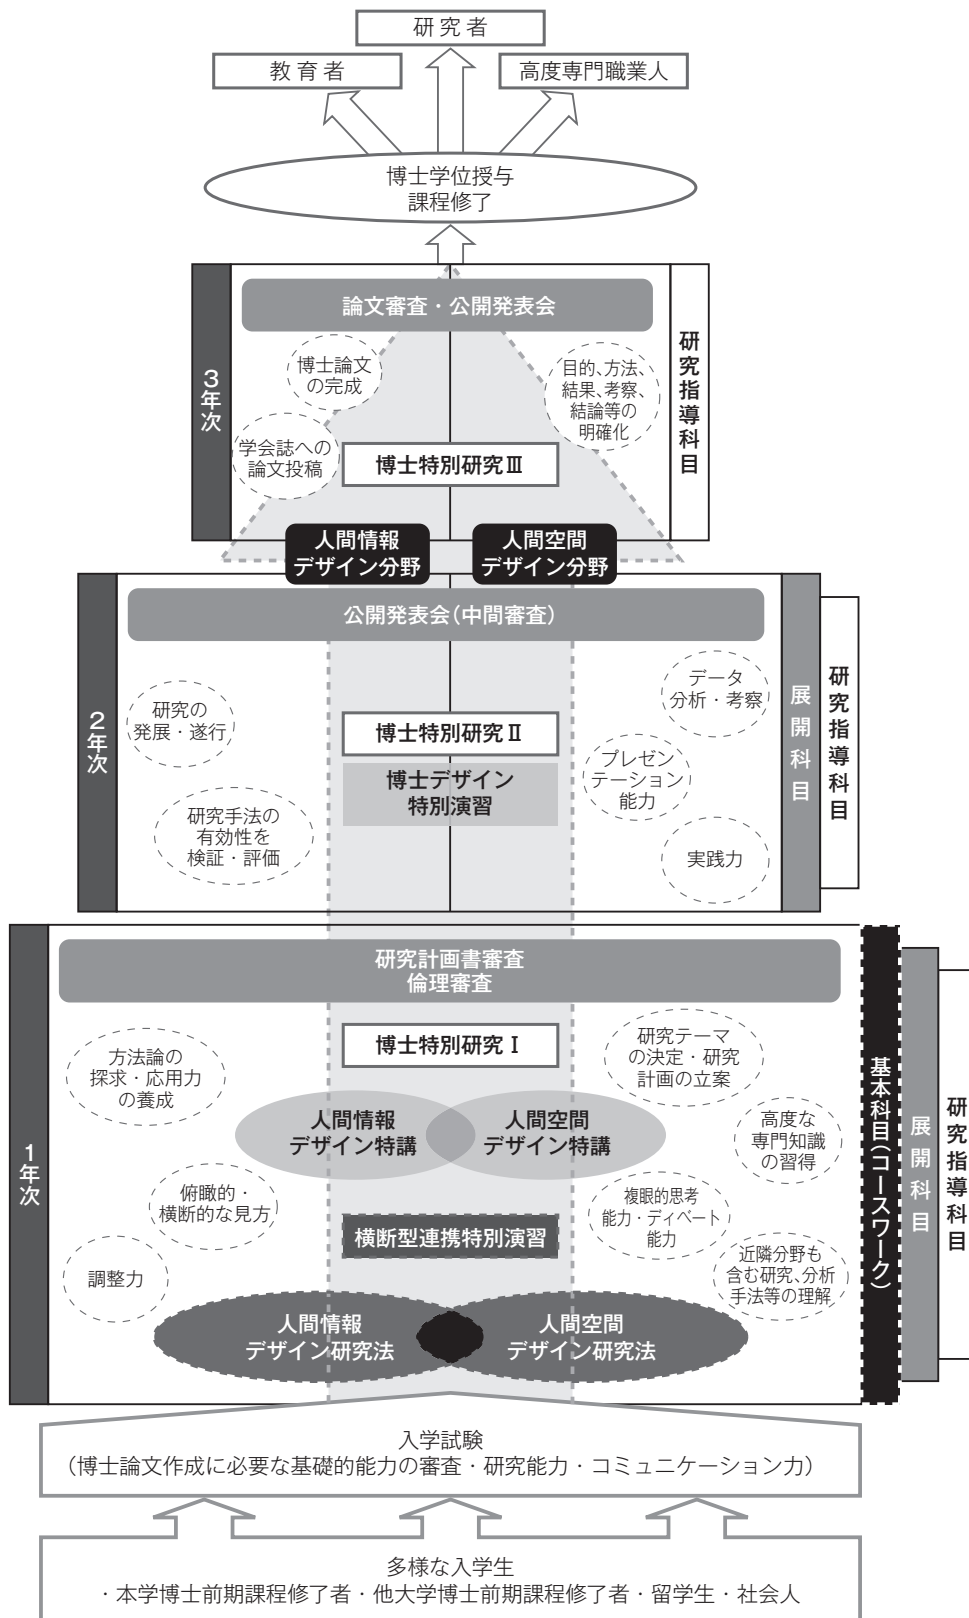 研究者
教育者
高度専門職業人
博士学位授与
課程修了
3年次
論文審査・公開発表会
博士論文
の完成
目的、方法、
結果、考察、
結論等の
明確化
学会誌への
論文投稿
博士特別研究Ⅲ
研究指導科目
人間情報
デザイン分野
人間空間
デザイン分野
2年次
公開発表会(中間審査)
研究の
発展・遂行
データ
分析・考察
博士特別研究Ⅱ
博士デザイン
特別演習
プレゼン
テーション
能力
研究手法の
有効性を
検証・評価
実践力
展開科目
研究指導科目
1年次
研究計画書審査
倫理審査
博士特別研究Ⅰ
方法論の
探求・応用力
の養成
研究テーマ
の決定・研究
計画の立案
人間情報
デザイン特講
人間空間
デザイン特講
高度な
専門知識
の習得
俯瞰的・
横断的な見方
複眼的思考
能力・ディベート
能力
横断型連携特別演習
調整力
近隣分野も
含む研究、分析
手法等の理解
人間情報
デザイン研究法
人間空間
デザイン研究法
基本科目(コースワーク)
展開科目
研究指導科目
入学試験
(博士論文作成に必要な基礎的能力の審査・研究能力・コミュニケーション力)
多様な入学生
・本学博士前期課程修了者・他大学博士前期課程修了者・留学生・社会人